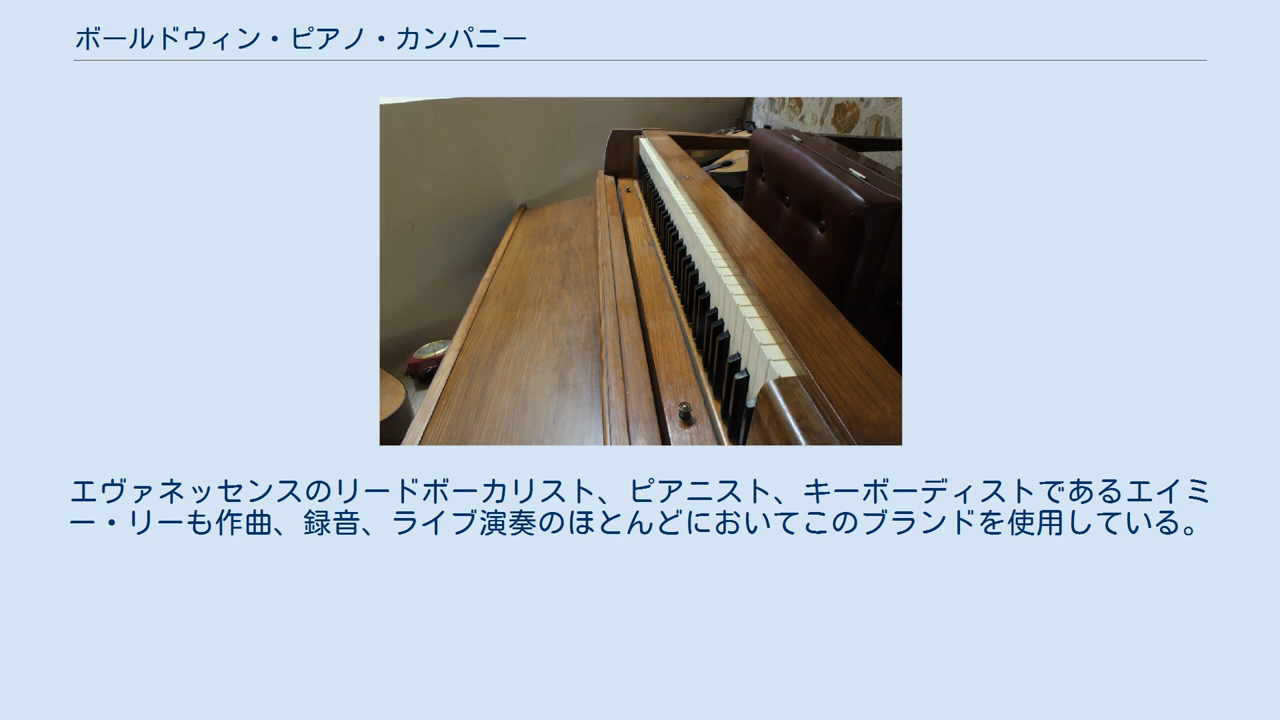 ボールドウィン・ピアノ・カンパニー
エヴァネッセンスのリードボーカリスト、ピアニスト、キーボーディストであるエイミ
ー・リーも作曲、録音、ライブ演奏のほとんどにおいてこのブランドを使用している。